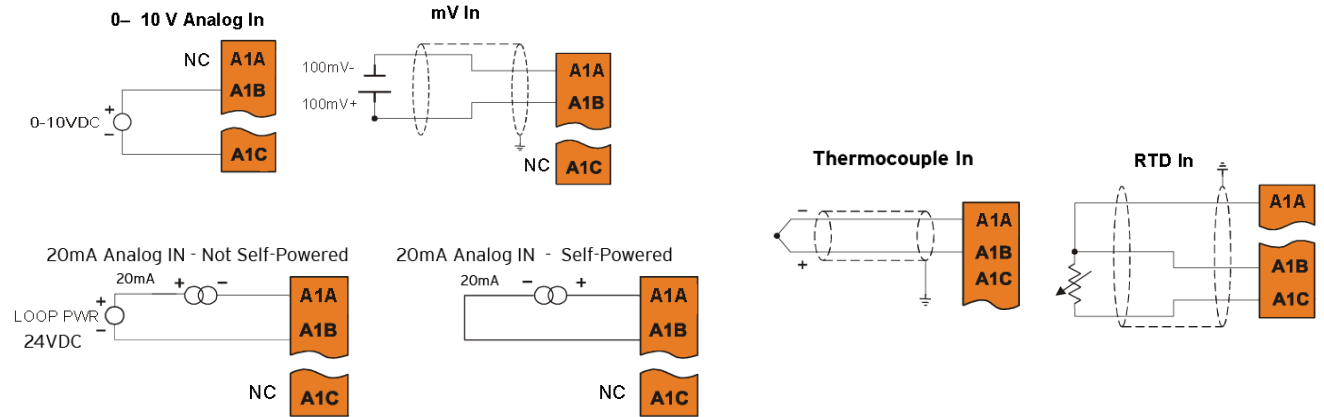 0– 10 V Analog In
NC
A1A
A1B
+
0-10VDC
–
A1C
mV In
100mV-
A1A
100mV+
A1B
NC
A1C
Thermocouple In
–
A1A
A1B
+
A1C
RTD In
A1A
A1B
A1C
20mA Analog IN - Not Self-Powered
20mA
+
–
A1A
+
LOOP PWR
–
A1B
24VDC
NC
A1C
20mA Analog IN - Self-Powered
20mA
–
+
A1A
A1B
NC
A1C